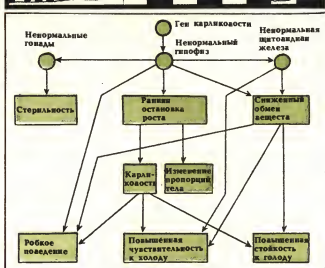 Ген карликовости
Ненормальные
гонады
Ненормальный
гипофиз
Ненормальная
щитовидная
железа
Стерильность
Ранняя
остановка
роста
Сниженный
обмен
веществ
Карли-
ковость
Изменение
пропорций
тела
Робкое
поведение
Повышенная
чувствительность
к холоду
Повышенная
стойкость
к голоду